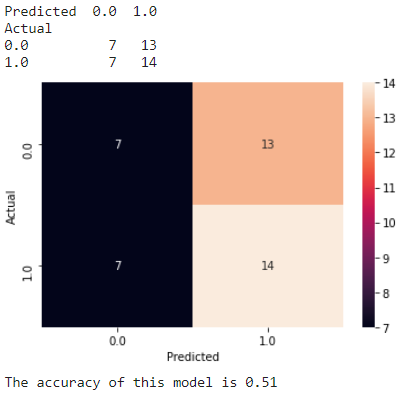 Predicted 0.0 1.0
Actual
0.0 7 13
1.0 7 14
14
13
12
11
10
9
8
7
Actual
0.0
1.0
7 13
7 14
0.0 1.0
Predicted
The accuracy of this model is 0.51